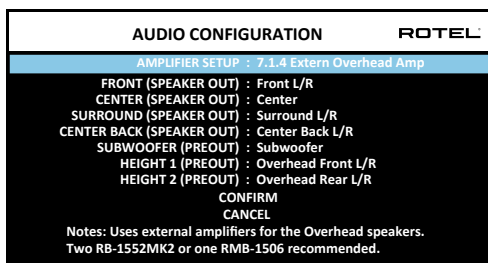 AUDIO CONFIGURATION ROTEL
AMPLIFIER SETUP : 7.1.4 Extern Overhead Amp
FRONT (SPEAKER OUT) : Front L/R
CENTER (SPEAKER OUT) : Center
SURROUND (SPEAKER OUT) : Surround L/R
CENTER BACK (SPEAKER OUT) : Center Back L/R
SUBWOOFER (PREOUT) : Subwoofer
HEIGHT 1 (PREOUT) : Overhead Front L/R
HEIGHT 2 (PREOUT) : Overhead Rear L/R
CONFIRM
CANCEL
Notes: Uses external amplifiers for the Overhead speakers.
Two RB-1552MK2 or one RMB-1506 recommended.